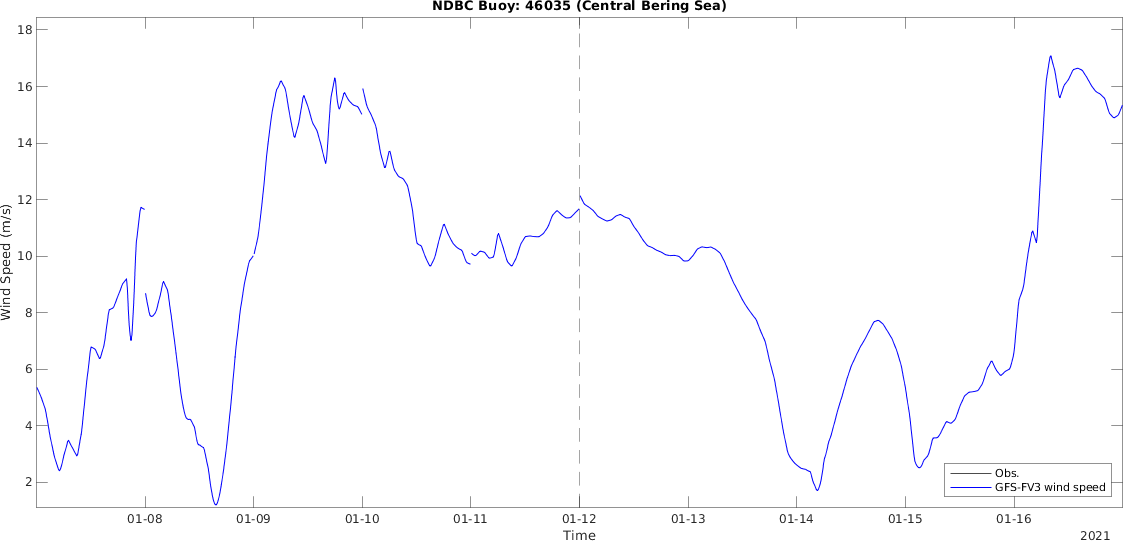 NDBC Buoy: 46035 (Central Bering Sea)
18
16
14
12
10
8
6
4
2
Wind Speed (m/s)
01-08 01-09 01-10 01-11 01-12 01-13 01-14 01-15 01-16
Time
2021
Obs.
GFS-FV3 wind speed